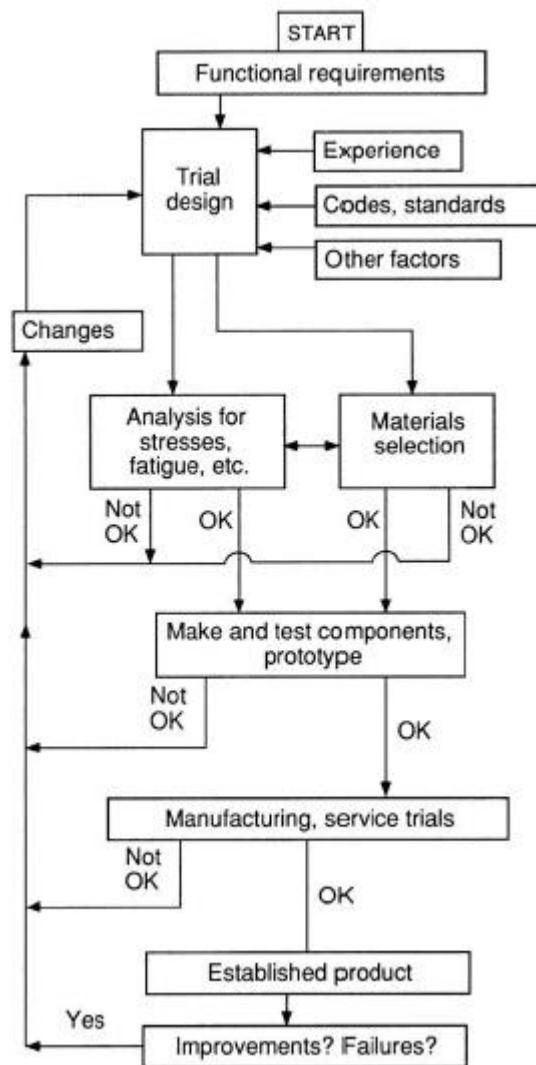 START
Functional requirements
Trial
design
Experience
Codes, standards
Other factors
Changes
Analysis for
stresses,
fatigue, etc.
Materials
selection
Not
OK
OK
OK
Not
OK
Make and test components,
prototype
Not
OK
OK
Manufacturing, service trials
Not
OK
OK
Established product
Yes
Improvements? Failures?